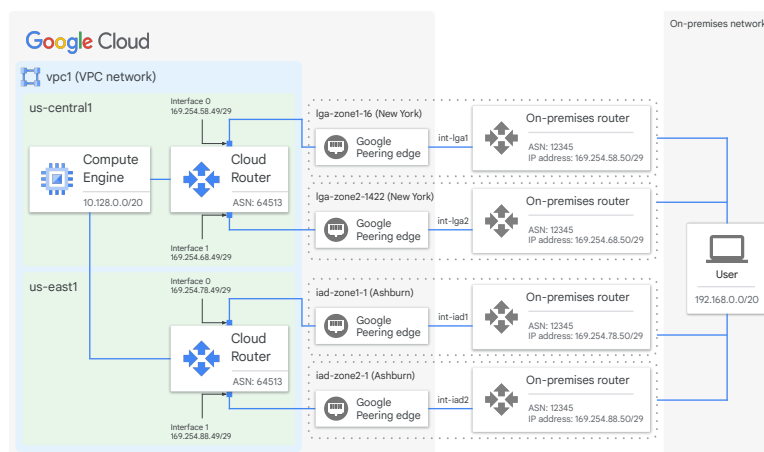 On-premises network
Google Cloud
vpc1 (VPC network)
us-central1
Interface 0
169.254.58.49/29
Compute
Engine
10.128.0.0/20
Cloud
Router
ASN: 64513
Interface 1
169.254.68.49/29
lga-zone1-16 (New York)
Google
Peering edge
int-lga1
On-premises router
ASN: 12345
IP address: 169.254.58.50/29
lga-zone2-1422 (New York)
Google
Peering edge
int-lga2
On-premises router
ASN: 12345
IP address: 169.254.68.50/29
User
192.168.0.0/20
us-east1
Interface 0
169.254.78.49/29
Cloud
Router
ASN: 64513
Interface 1
169.254.88.49/29
iad-zone1-1 (Ashburn)
Google
Peering edge
int-iad1
On-premises router
ASN: 12345
IP address: 169.254.78.50/29
iad-zone2-1 (Ashburn)
Google
Peering edge
int-iad2
On-premises router
ASN: 12345
IP address: 169.254.88.50/29